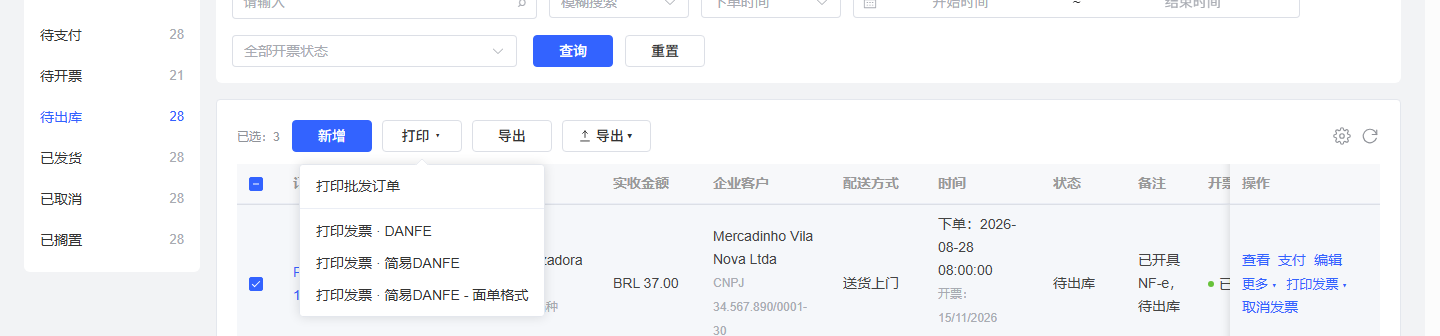 请输入
模糊搜索
下单时间
开始时间 ~ 结束时间
全部开票状态
查询
重置
待支付 28
待开票 21
待出库 28
已发货 28
已取消 28
已搁置 28
已选：3
新增
打印
导出
导出
打印批发订单
打印发票 · DANFE
打印发票 · 简易DANFE
打印发票 · 简易DANFE - 面单格式
实收金额 企业客户 配送方式 时间 状态 备注 开票 操作
zadora
种
BRL 37.00
Mercadinho Vila
Nova Ltda
CNPJ
34.567.890/0001-
30
送货上门
下单：2026-
08-28
08:00:00
开票：
15/11/2026
待出库
已开具
NF-e，
待出库
已
查看 支付 编辑
更多 打印发票
取消发票